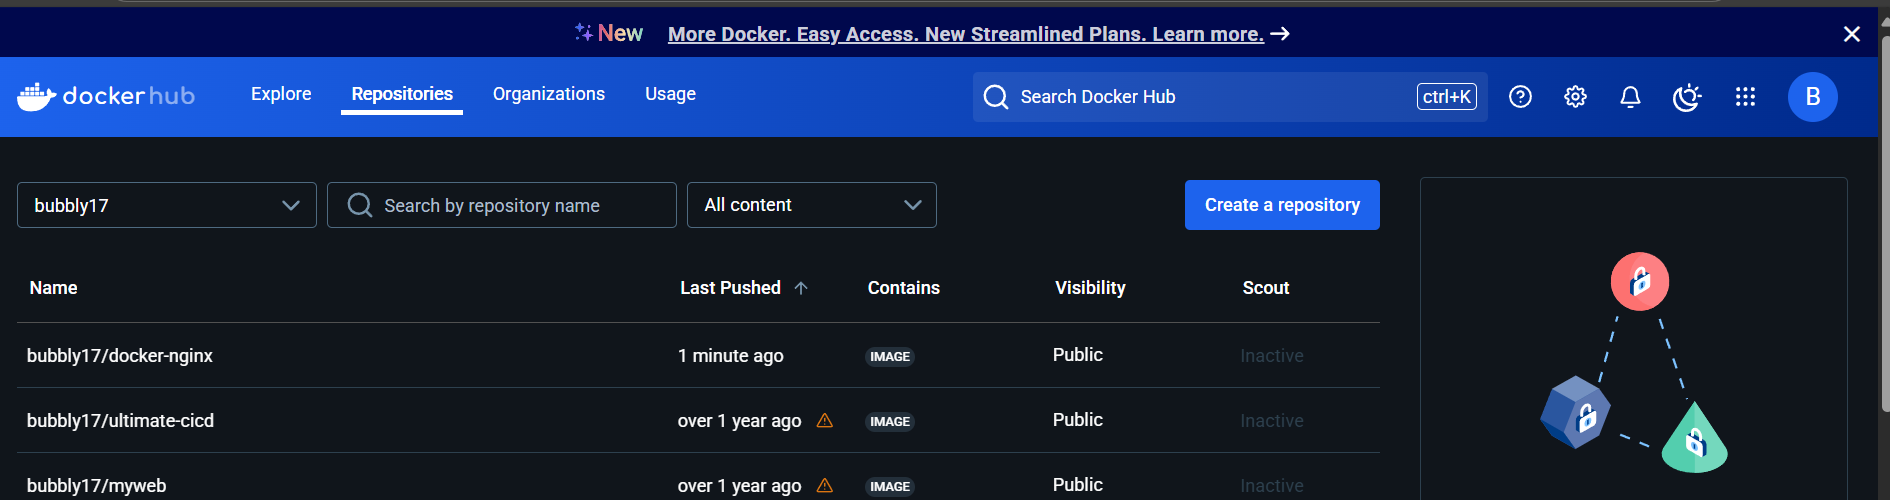 New More Docker. Easy Access. New Streamlined Plans. Learn more. →
docker hub Explore Repositories Organizations Usage Search Docker Hub ctrl+K B
bubbly17 Search by repository name All content Create a repository
Name Last Pushed Contains Visibility Scout
bubbly17/docker-nginx 1 minute ago IMAGE Public Inactive
bubbly17/ultimate-cicd over 1 year ago IMAGE Public Inactive
bubbly17/myweb over 1 year ago IMAGE Public Inactive